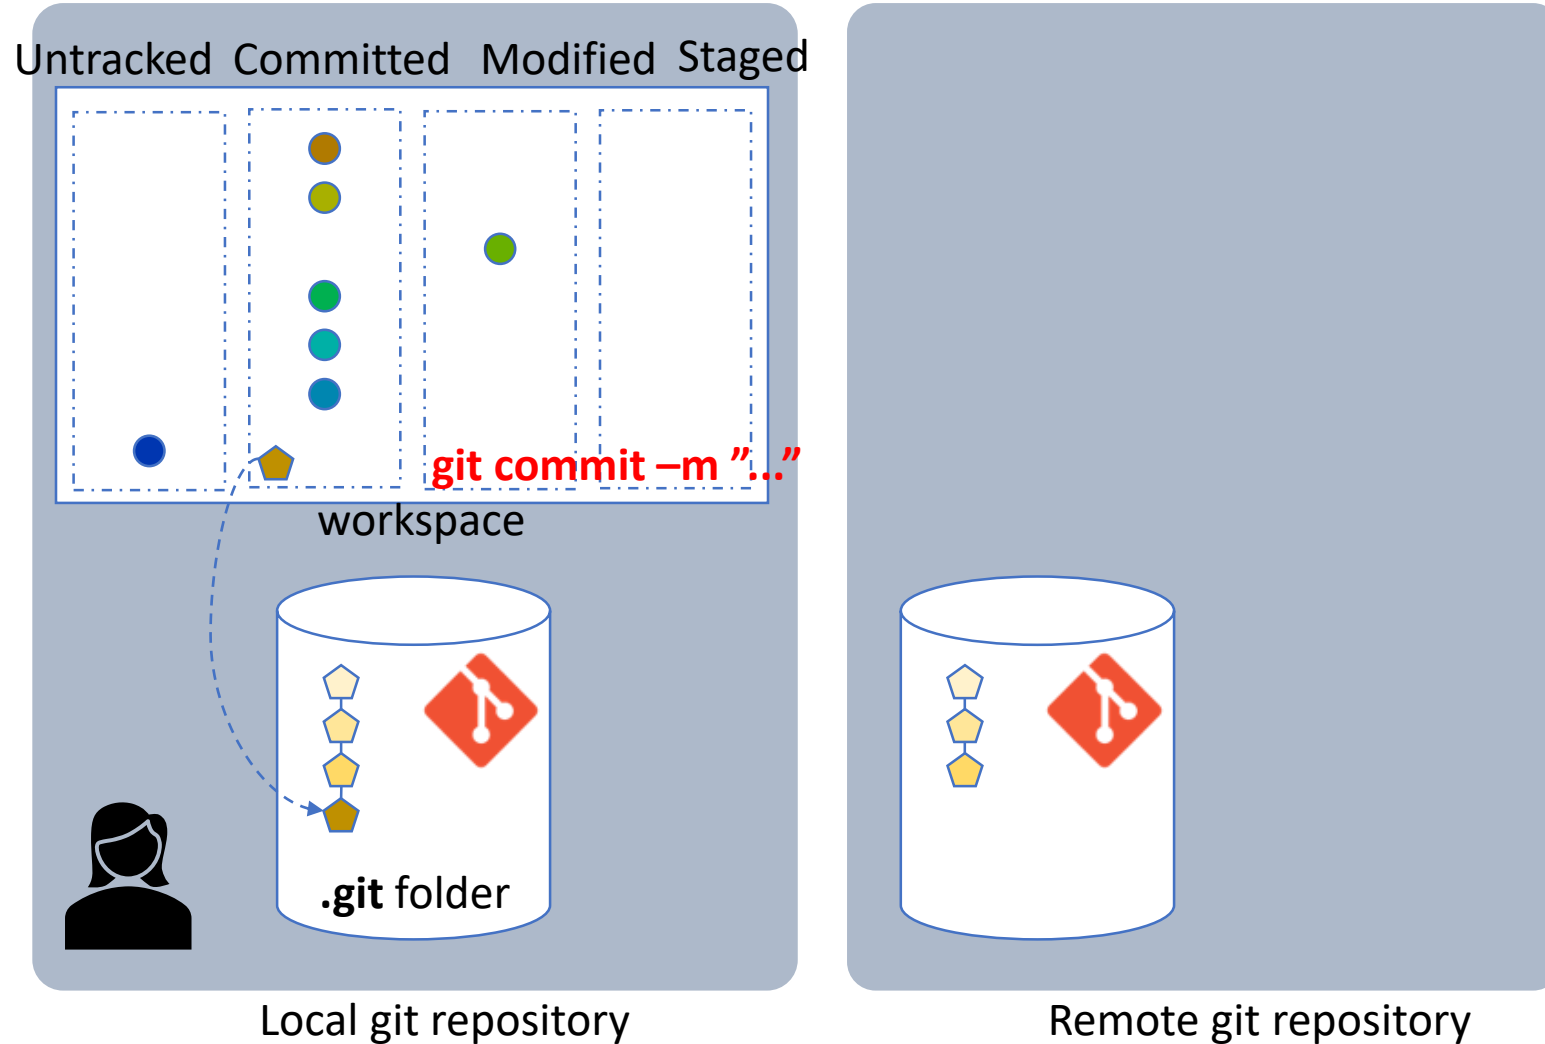 Untracked Committed Modified Staged
git commit –m ”...”
workspace
.git folder
Local git repository
Remote git repository